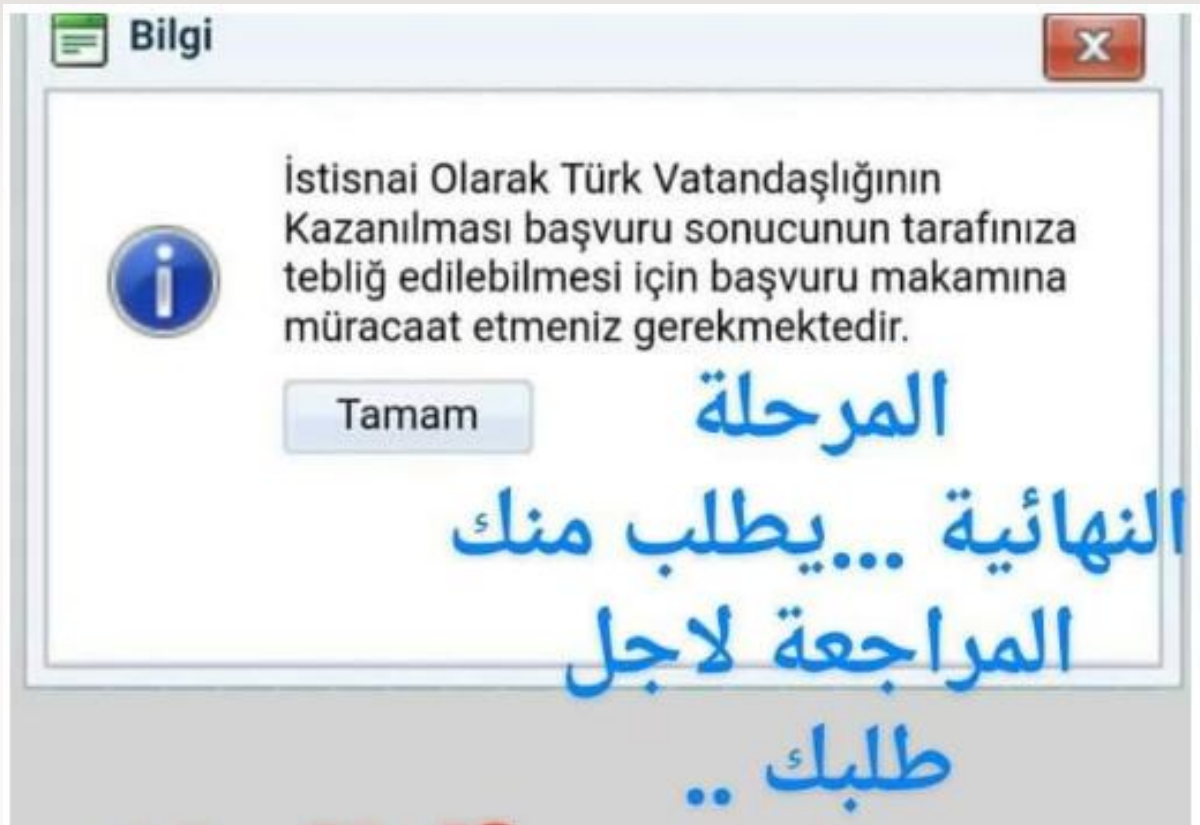 Bilgi
X
İstisnai Olarak Türk Vatandaşlığının
Kazanılması başvuru sonucunun tarafınıza
tebliğ edilebilmesi için başvuru makamına
müracaat etmeniz gerekmektedir.
Tamam
المرحلة
النهائية ...يطلب منك
المراجعة لاجل
طلبك ..